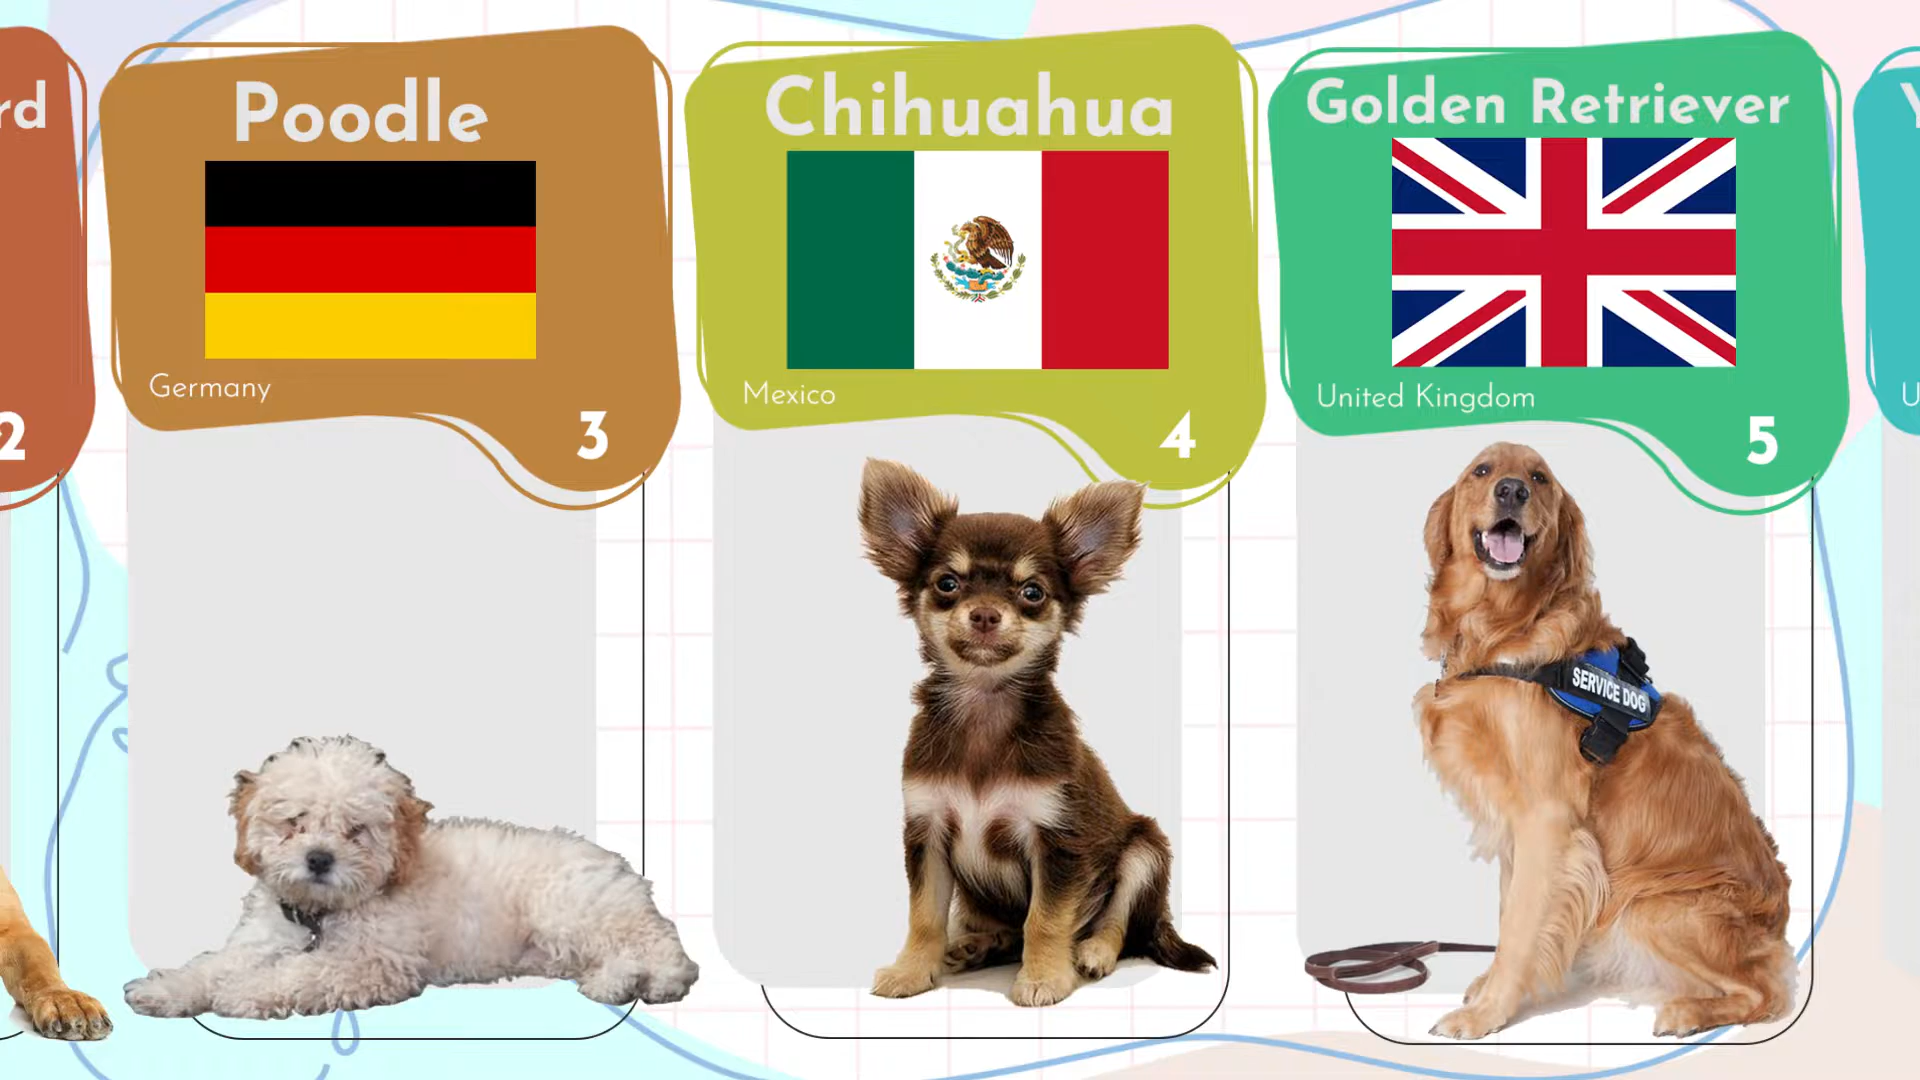 rd
2
Poodle
Germany
3
Chihuahua
Mexico
4
Golden Retriever
United Kingdom
5
SERVICE DOG
Y
U